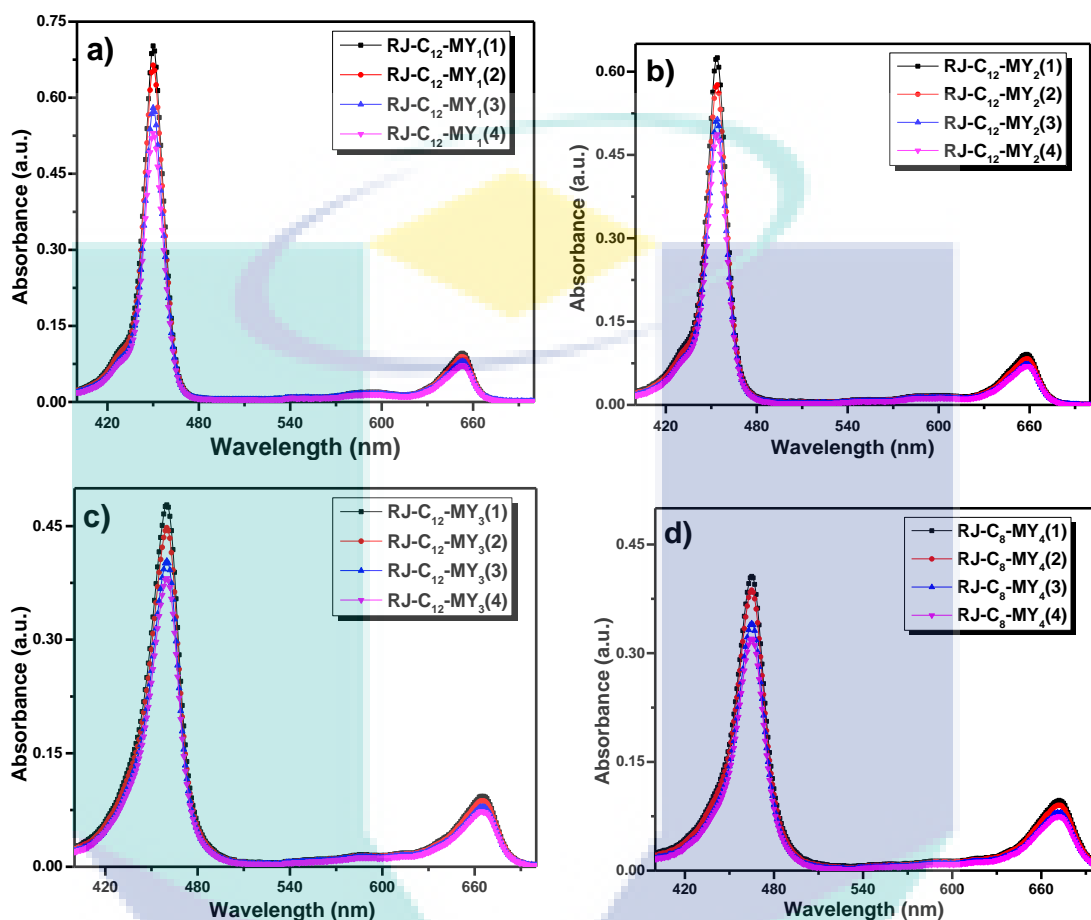 a)
RJ-C₁₂-MY₁(1)
RJ-C₁₂-MY₁(2)
RJ-C₁₂-MY₁(3)
RJ-C₁₂-MY₁(4)
0.75
0.60
0.45
0.30
0.15
0.00
Absorbance (a.u.)
420 480 540 600 660
Wavelength (nm)
b)
RJ-C₁₂-MY₂(1)
RJ-C₁₂-MY₂(2)
RJ-C₁₂-MY₂(3)
RJ-C₁₂-MY₂(4)
0.60
0.45
0.30
0.15
0.00
Absorbance (a.u.)
420 480 540 600 660
Wavelength (nm)
c)
RJ-C₁₂-MY₃(1)
RJ-C₁₂-MY₃(2)
RJ-C₁₂-MY₃(3)
RJ-C₁₂-MY₃(4)
0.45
0.30
0.15
0.00
Absorbance (a.u.)
420 480 540 600 660
Wavelength (nm)
d)
RJ-C₈-MY₄(1)
RJ-C₈-MY₄(2)
RJ-C₈-MY₄(3)
RJ-C₈-MY₄(4)
0.45
0.30
0.15
0.00
Absorbance (a.u.)
420 480 540 600 660
Wavelength (nm)